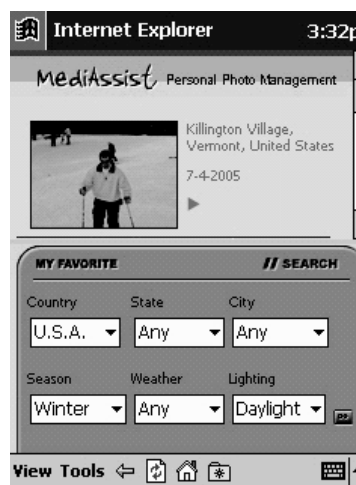 Internet Explorer 3:32p
MediAssist Personal Photo Management
Killington Village,
Vermont, United States
7-4-2005
MY FAVORITE // SEARCH
Country State City
U.S.A. Any Any
Season Weather Lighting
Winter Any Daylight
View Tools